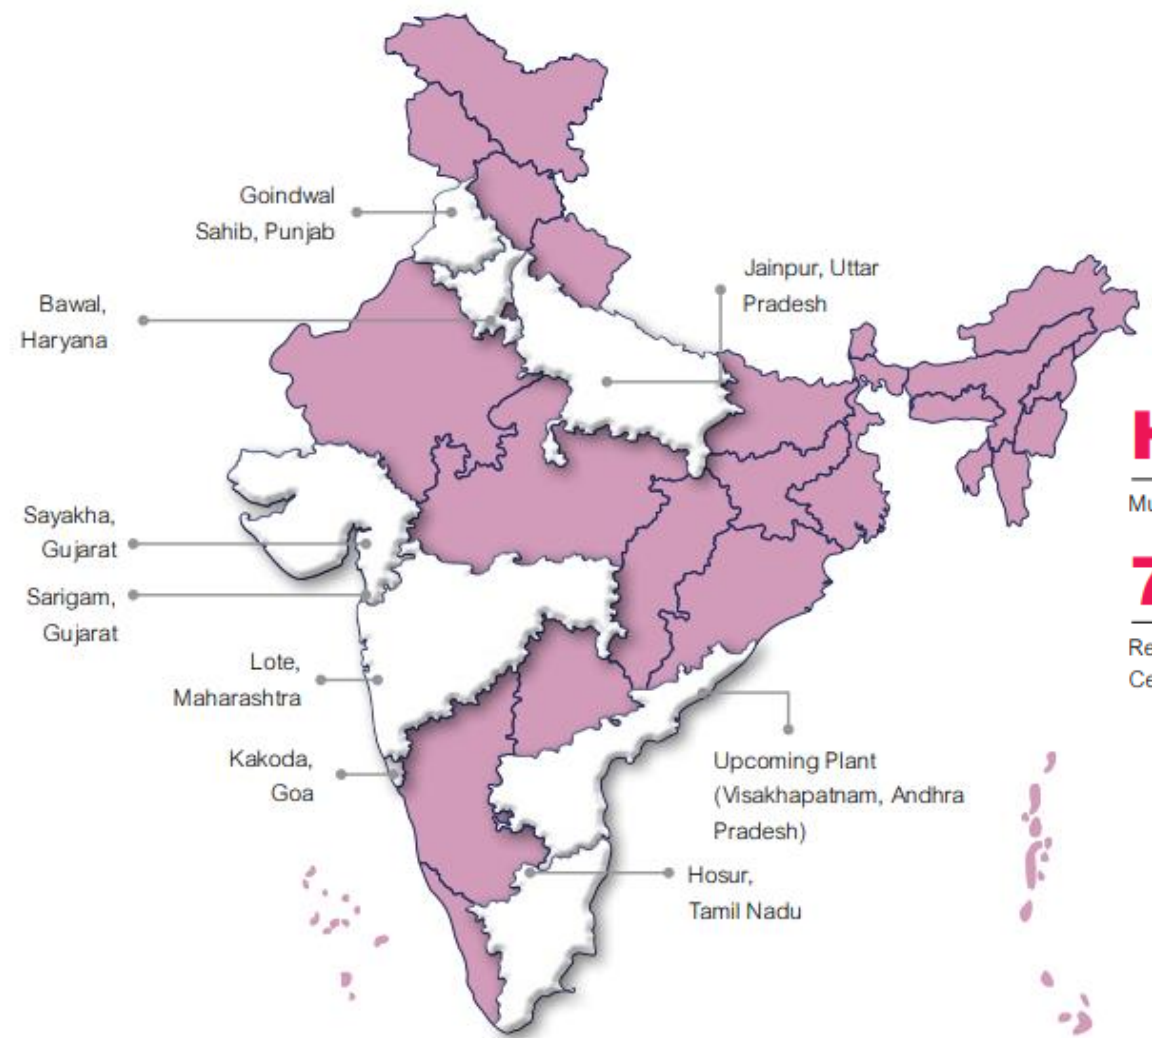 Goindwal
Sahib, Punjab
Jainpur, Uttar
Pradesh
Bawal,
Haryana
Sayakha,
Gujarat
Sarigam,
Gujarat
Lote,
Maharashtra
Kakoda,
Goa
Upcoming Plant
(Visakhapatnam, Andhra
Pradesh)
Hosur,
Tamil Nadu
7